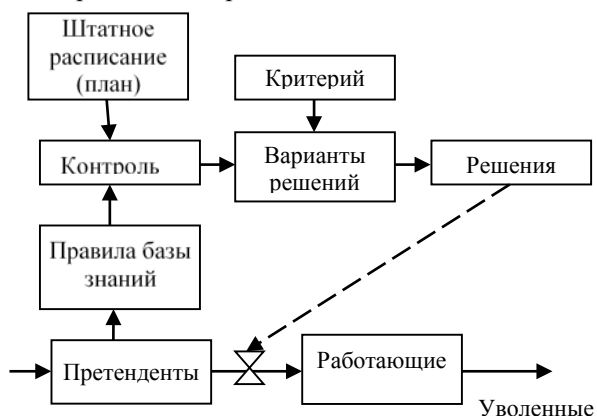 Штатное
расписание
(план)
Критерий
Контроль
Варианты
решений
Решения
Правила базы
знаний
Претенденты
Работающие
Уволенные